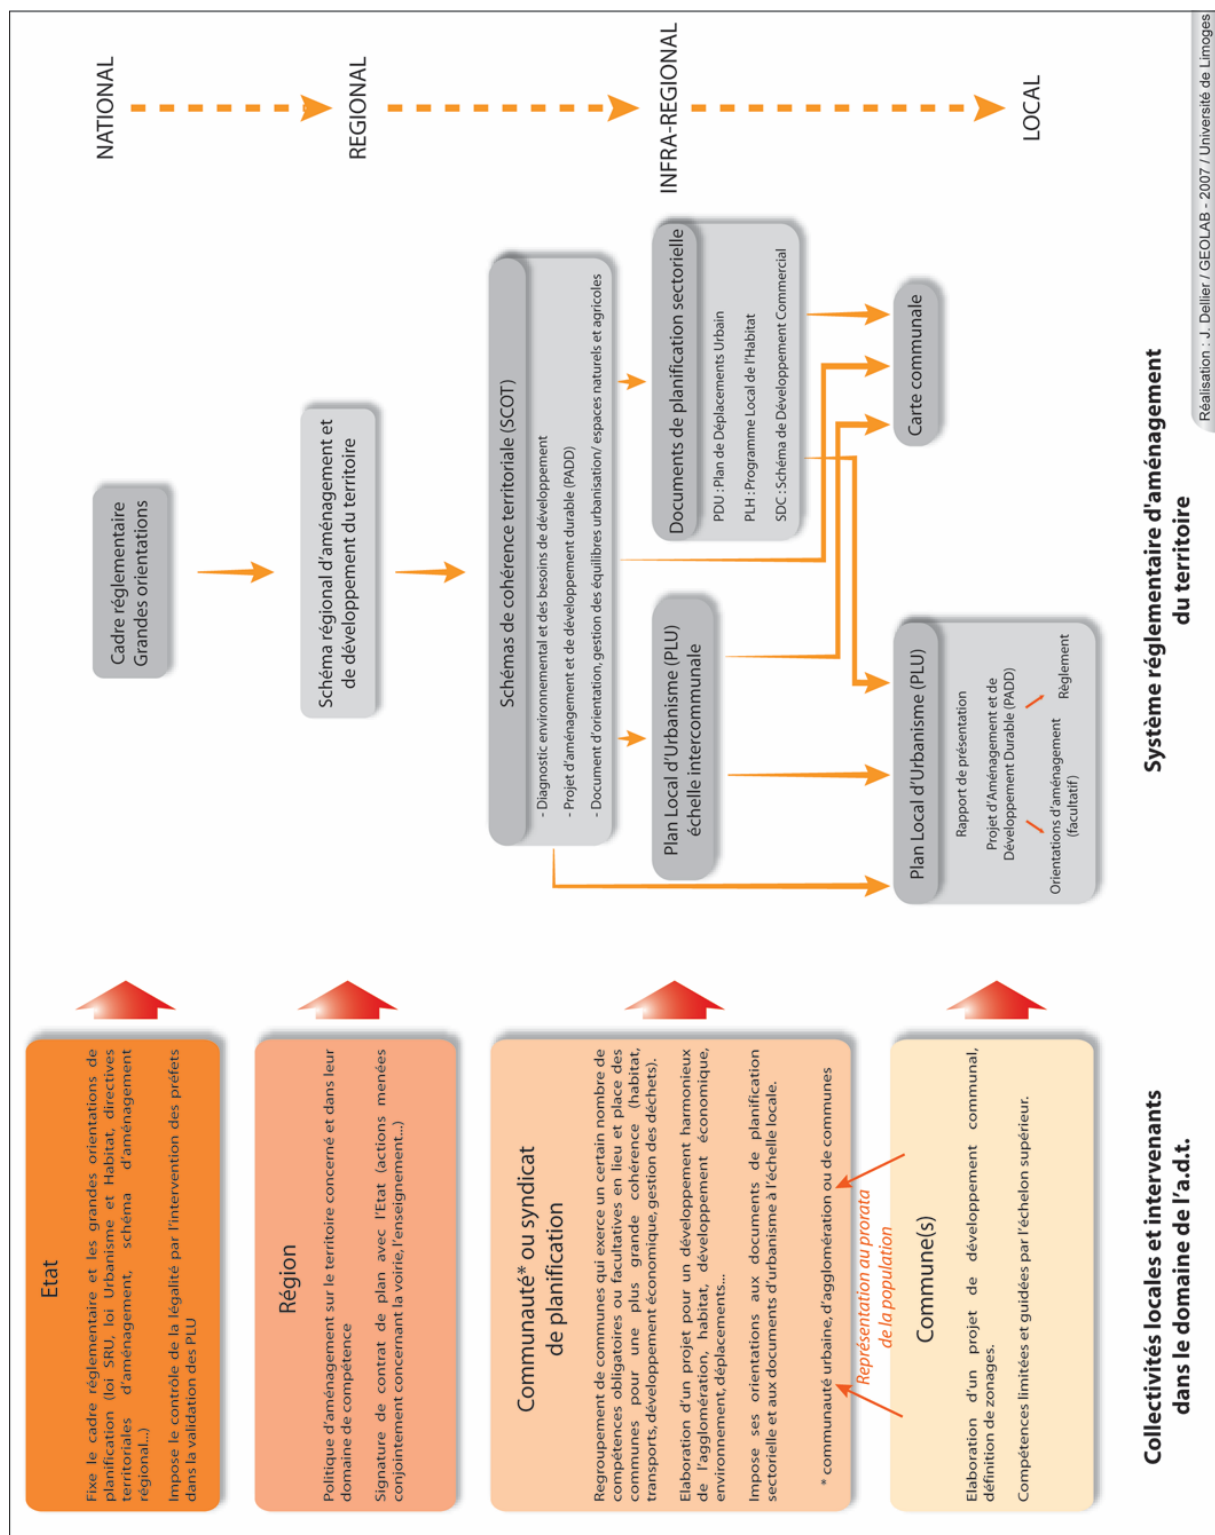 Etat
Fixe le cadre réglementaire et les grandes orientations de
planification (loi SRU, loi Urbanisme et Habitat, directives
territoriales d'aménagement, schéma d'aménagement
régional...)
Impose le contrôle de la légalité par l'intervention des préfets
dans la validation des PLU
Région
Politique d'aménagement sur le territoire concerné et dans leur
domaine de compétence
Signature de contrat de plan avec l'Etat (actions menées
conjointement concernant la voirie, l'enseignement...)
Communauté* ou syndicat
de planification
Regroupement de communes qui exerce un certain nombre de
compétences obligatoires ou facultatives en lieu et place des
communes pour une plus grande cohérence (habitat,
transports, développement économique, gestion des déchets).
Elaboration d'un projet pour un développement harmonieux
de l'agglomération, habitat, développement économique,
environnement, déplacements...
Impose ses orientations aux documents de planification
sectorielle et aux documents d'urbanisme à l'échelle locale.
* communauté urbaine, d'agglomération ou de communes
Représentation au prorata
de la population
Commune(s)
Elaboration d'un projet de développement communal,
définition de zonages.
Compétences limitées et guidées par l'échelon supérieur.
Collectivités locales et intervenants
dans le domaine de l'a.d.t.
Cadre réglementaire
Grandes orientations
Schéma régional d'aménagement et
de développement du territoire
Schémas de cohérence territoriale (SCOT)
- Diagnostic environnemental et des besoins de développement
- Projet d'aménagement et de développement durable (PADD)
- Document d'orientation, gestion des équilibres urbanisation/ espaces naturels et agricoles
Plan Local d'Urbanisme (PLU)
échelle intercommunale
Documents de planification sectorielle
PDU : Plan de Déplacements Urbain
PLH : Programme Local de l'Habitat
SDC : Schéma de Développement Commercial
Plan Local d'Urbanisme (PLU)
Rapport de présentation
Projet d'Aménagement et de
Développement Durable (PADD)
Orientations d'aménagement
(facultatif)
Règlement
Carte communale
Système réglementaire d'aménagement
du territoire
NATIONAL
REGIONAL
INFRA-REGIONAL
LOCAL
Réalisation : J. Dellier / GEOLAB - 2007 / Université de Limoges